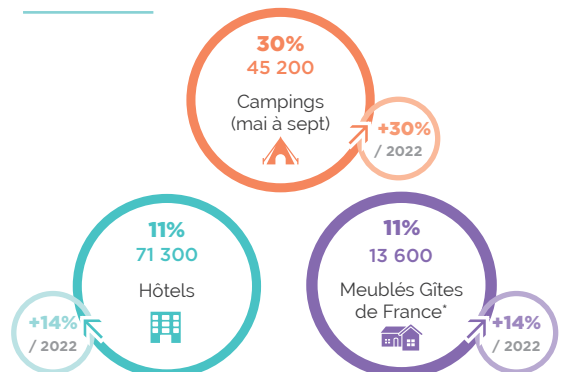 30%
45 200
Campings
(mai à sept)
+30%
/ 2022
11%
71 300
Hôtels
+14%
/ 2022
11%
13 600
Meublés Gîtes
de France*
+14%
/ 2022